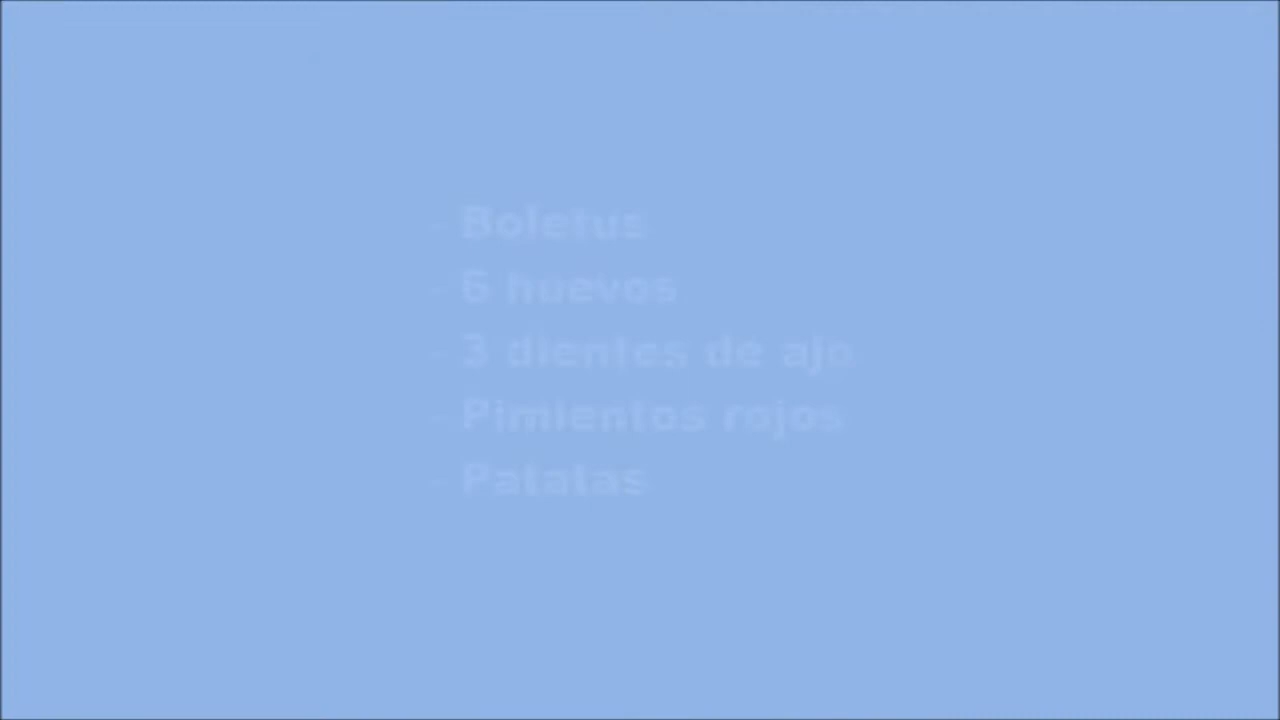 - Boletus
- 6 huevos
- 3 dientes de ajo
- Pimientos rojos
- Patatas